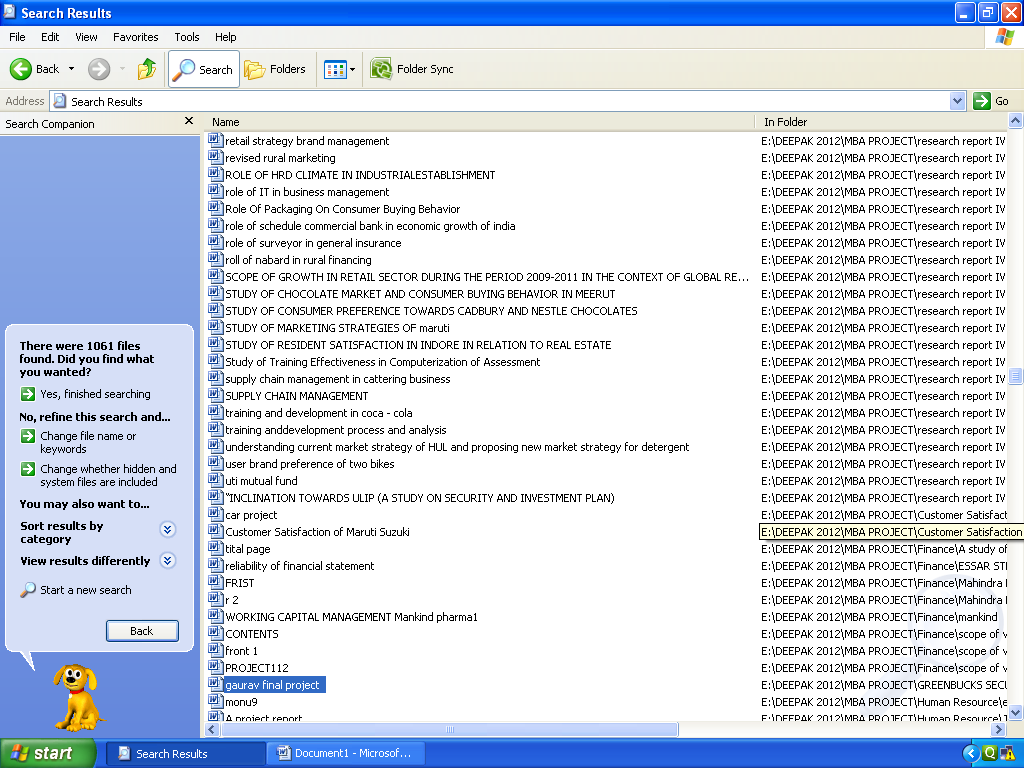 Search Results
File Edit View Favorites Tools Help
Back Search Folders Folder Sync
Address Search Results Go
Search Companion
Name In Folder
retail strategy brand management E:\DEEPAK 2012\MBA PROJECT\research report IV
revised rural marketing E:\DEEPAK 2012\MBA PROJECT\research report IV
ROLE OF HRD CLIMATE IN INDUSTRIALESTABLISHMENT E:\DEEPAK 2012\MBA PROJECT\research report IV
role of IT in business management E:\DEEPAK 2012\MBA PROJECT\research report IV
Role Of Packaging On Consumer Buying Behavior E:\DEEPAK 2012\MBA PROJECT\research report IV
role of schedule commercial bank in economic growth of india E:\DEEPAK 2012\MBA PROJECT\research report IV
role of surveyor in general insurance E:\DEEPAK 2012\MBA PROJECT\research report IV
roll of nabard in rural financing E:\DEEPAK 2012\MBA PROJECT\research report IV
SCOPE OF GROWTH IN RETAIL SECTOR DURING THE PERIOD 2009-2011 IN THE CONTEXT OF GLOBAL RE... E:\DEEPAK 2012\MBA PROJECT\research report IV
STUDY OF CHOCOLATE MARKET AND CONSUMER BUYING BEHAVIOR IN MEERUT E:\DEEPAK 2012\MBA PROJECT\research report IV
STUDY OF CONSUMER PREFERENCE TOWARDS CADBURY AND NESTLE CHOCOLATES E:\DEEPAK 2012\MBA PROJECT\research report IV
STUDY OF MARKETING STRATEGIES OF maruti E:\DEEPAK 2012\MBA PROJECT\research report IV
STUDY OF RESIDENT SATISFACTION IN INDORE IN RELATION TO REAL ESTATE E:\DEEPAK 2012\MBA PROJECT\research report IV
Study of Training Effectiveness in Computerization of Assessment E:\DEEPAK 2012\MBA PROJECT\research report IV
supply chain management in cattering business E:\DEEPAK 2012\MBA PROJECT\research report IV
SUPPLY CHAIN MANAGEMENT E:\DEEPAK 2012\MBA PROJECT\research report IV
training and development in coca - cola E:\DEEPAK 2012\MBA PROJECT\research report IV
training anddevelopment process and analysis E:\DEEPAK 2012\MBA PROJECT\research report IV
understanding current market strategy of HUL and proposing new market strategy for detergent E:\DEEPAK 2012\MBA PROJECT\research report IV
user brand preference of two bikes E:\DEEPAK 2012\MBA PROJECT\research report IV
uti mutual fund E:\DEEPAK 2012\MBA PROJECT\research report IV
“INCLINATION TOWARDS ULIP (A STUDY ON SECURITY AND INVESTMENT PLAN) E:\DEEPAK 2012\MBA PROJECT\research report IV
car project E:\DEEPAK 2012\MBA PROJECT\Customer Satisfact
Customer Satisfaction of Maruti Suzuki E:\DEEPAK 2012\MBA PROJECT\Customer Satisfaction
tital page E:\DEEPAK 2012\MBA PROJECT\Finance\A study of
reliability of financial statement E:\DEEPAK 2012\MBA PROJECT\Finance\ESSAR STE
FRIST E:\DEEPAK 2012\MBA PROJECT\Finance\Mahindra
r 2 E:\DEEPAK 2012\MBA PROJECT\Finance\Mahindra
WORKING CAPITAL MANAGEMENT Mankind pharma1 E:\DEEPAK 2012\MBA PROJECT\Finance\mankind
CONTENTS E:\DEEPAK 2012\MBA PROJECT\Finance\scope of v
front 1 E:\DEEPAK 2012\MBA PROJECT\Finance\scope of v
PROJECT112 E:\DEEPAK 2012\MBA PROJECT\Finance\scope of v
gaurav final project E:\DEEPAK 2012\MBA PROJECT\GREENBUCKS SECU
monu9 E:\DEEPAK 2012\MBA PROJECT\Human Resource\
A project report E:\DEEPAK 2012\MBA PROJECT\Human Resource\
There were 1061 files
found. Did you find what
you wanted?
Yes, finished searching
No, refine this search and...
Change file name or
keywords
Change whether hidden and
system files are included
You may also want to...
Sort results by
category
View results differently
Start a new search
Back
start Search Results Document1 - Microsof...